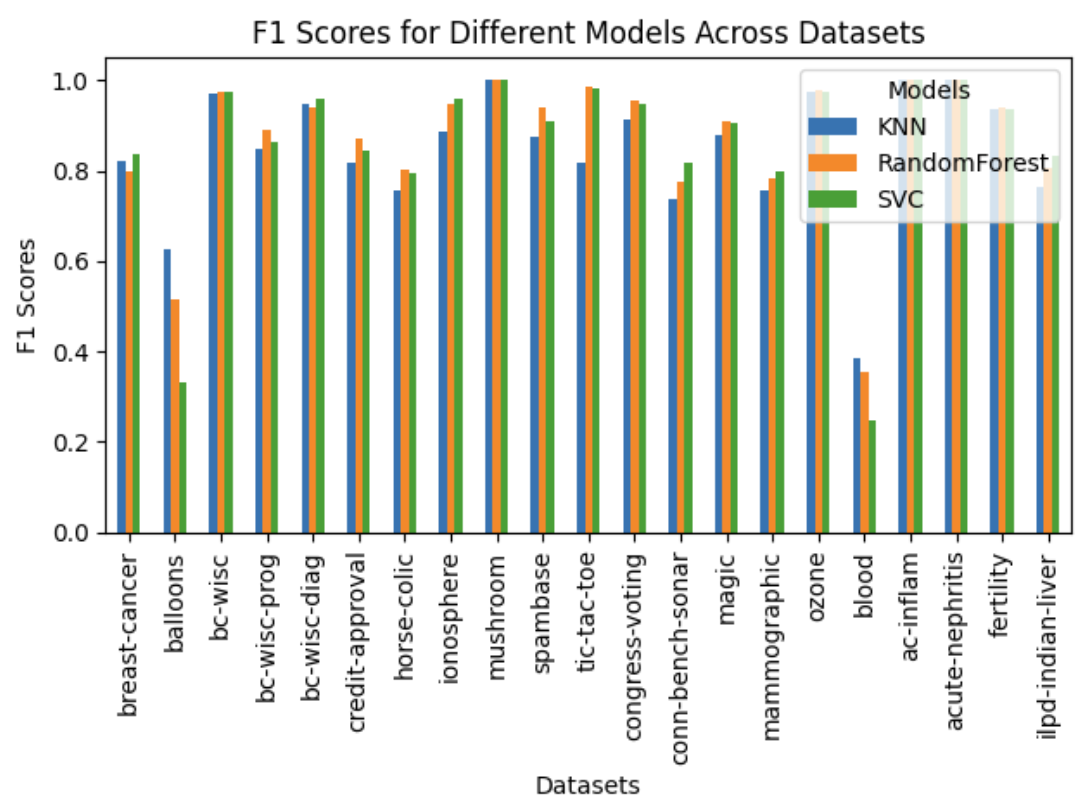 F1 Scores for Different Models Across Datasets
F1 Scores
1.0
0.8
0.6
0.4
0.2
0.0
Models
KNN
RandomForest
SVC
breast-cancer
balloons
bc-wisc
bc-wisc-prog
bc-wisc-diag
credit-approval
horse-colic
ionosphere
mushroom
spambase
tic-tac-toe
congress-voting
conn-bench-sonar
magic
mammographic
ozone
blood
ac-inflam
acute-nephritis
fertility
ilpd-indian-liver
Datasets